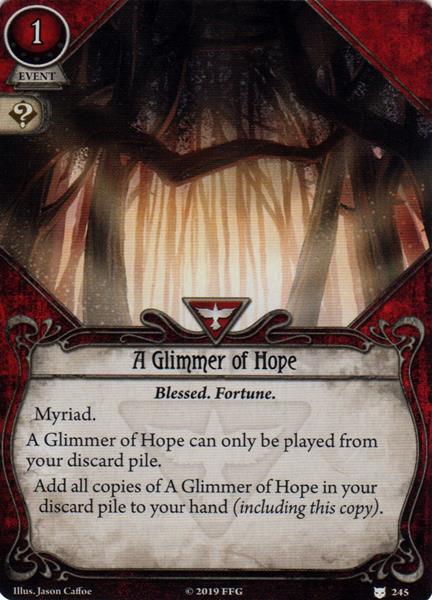 1
EVENT
?
A Glimmer of Hope
Blessed. Fortune.
Myriad.
A Glimmer of Hope can only be played from
your discard pile.
Add all copies of A Glimmer of Hope in your
discard pile to your hand (including this copy).
Illus. Jason Caffoe
© 2019 FFG
245